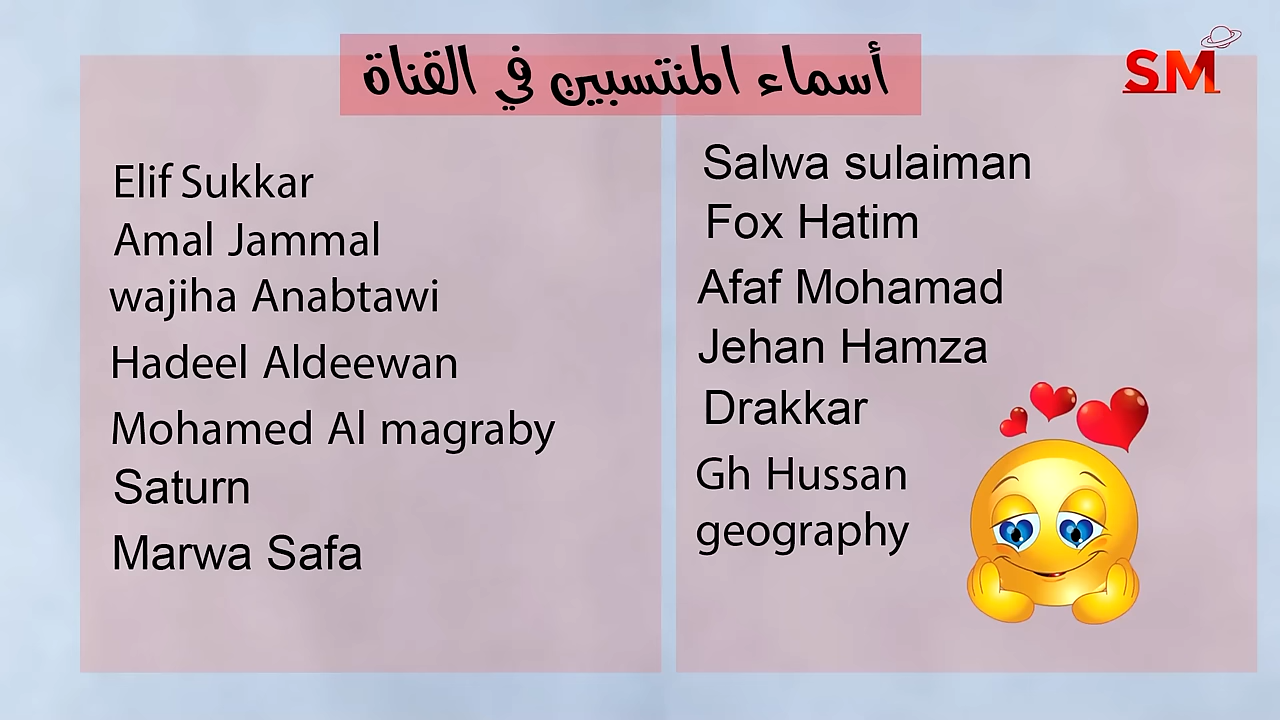 أسماء المنتسبين في القناة
SM
Elif Sukkar
Amal Jammal
wajiha Anabtawi
Hadeel Aldeewan
Mohamed Al magraby
Saturn
Marwa Safa
Salwa sulaiman
Fox Hatim
Afaf Mohamad
Jehan Hamza
Drakkar
Gh Hussan
geography